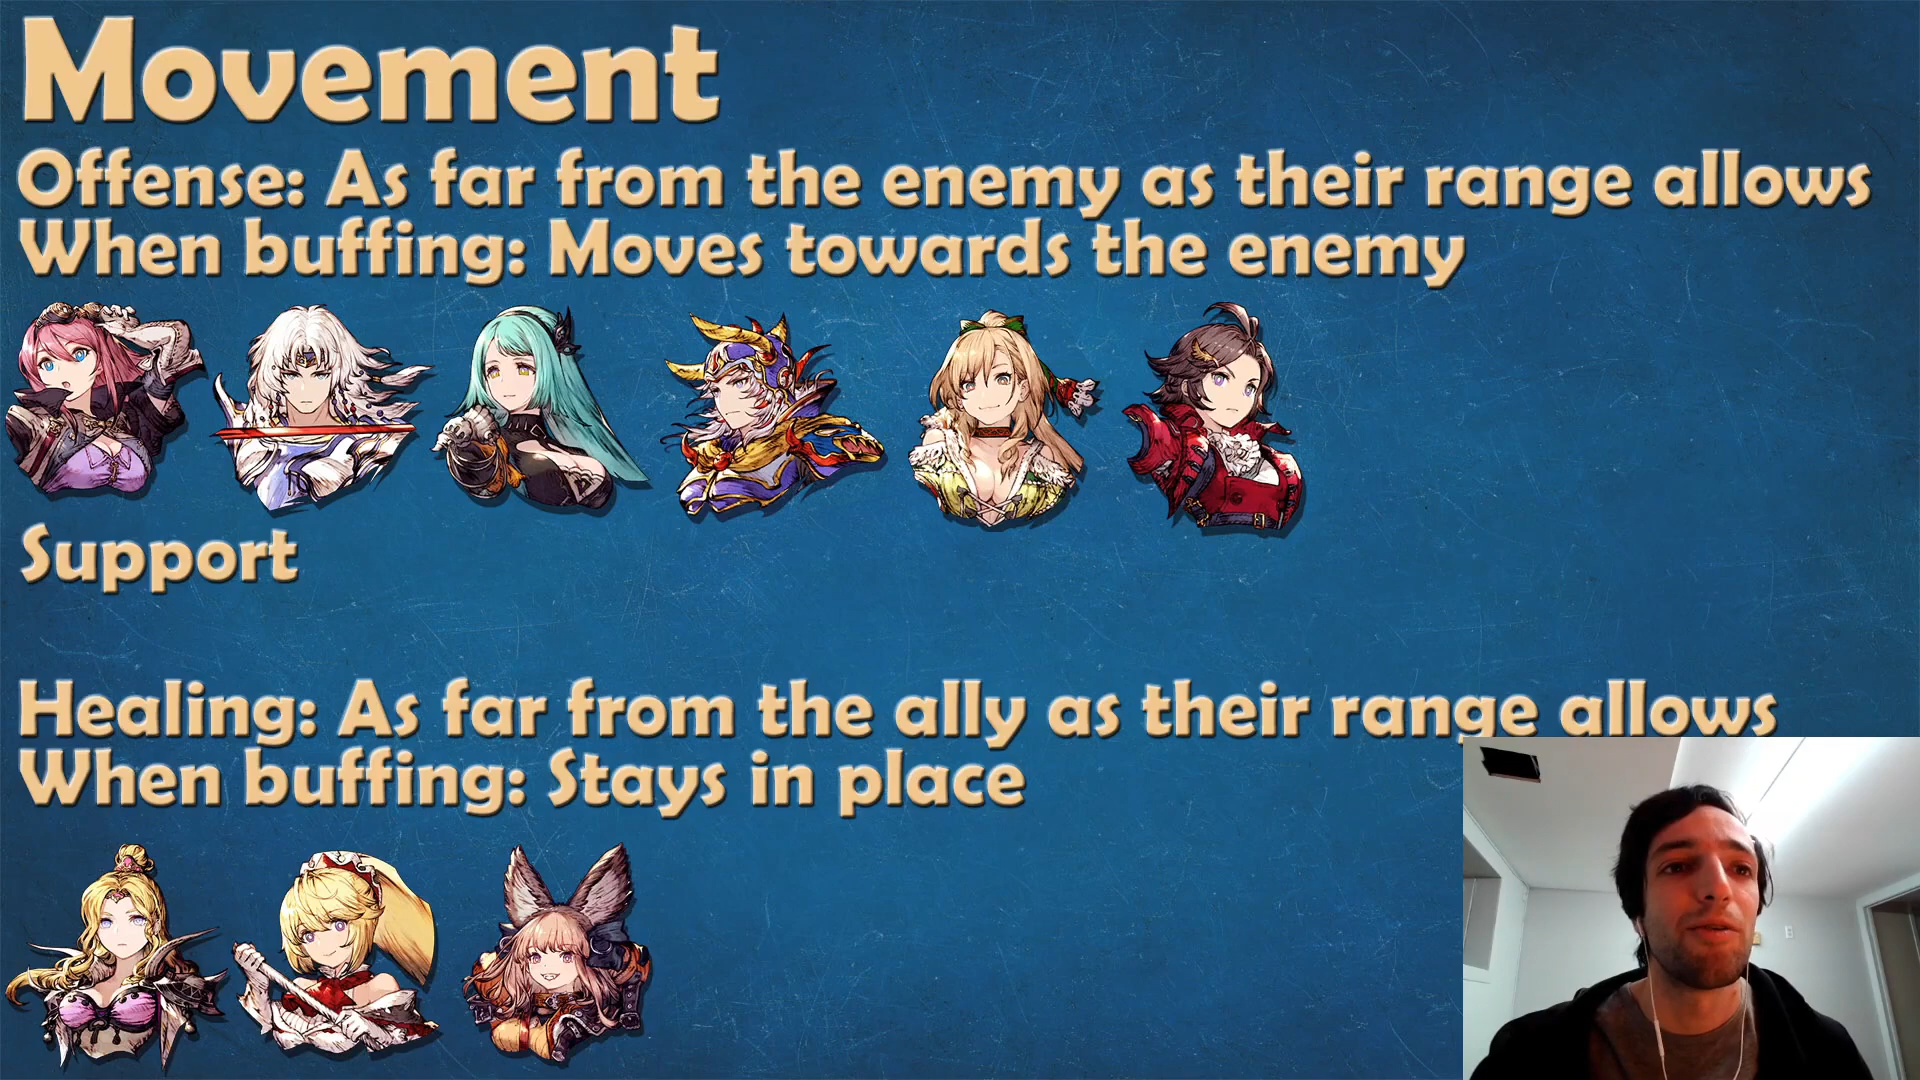 Movement
Offense: As far from the enemy as their range allows
When buffing: Moves towards the enemy
Support
Healing: As far from the ally as their range allows
When buffing: Stays in place